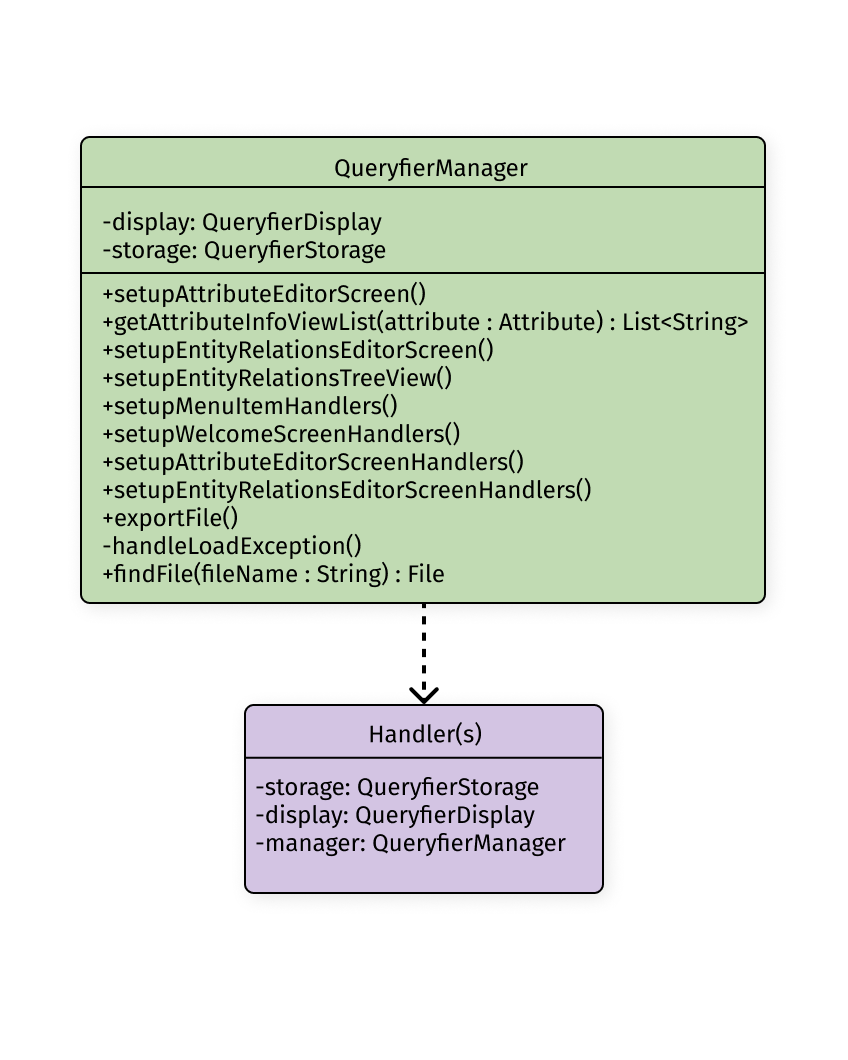 QueryfierManager
-display: QueryfierDisplay
-storage: QueryfierStorage
+setupAttributeEditorScreen()
+getAttributeInfoViewList(attribute : Attribute) : List<String>
+setupEntityRelationsEditorScreen()
+setupEntityRelationsTreeView()
+setupMenuItemHandlers()
+setupWelcomeScreenHandlers()
+setupAttributeEditorScreenHandlers()
+setupEntityRelationsEditorScreenHandlers()
+exportFile()
-handleLoadException()
+findFile(fileName : String) : File
Handler(s)
-storage: QueryfierStorage
-display: QueryfierDisplay
-manager: QueryfierManager